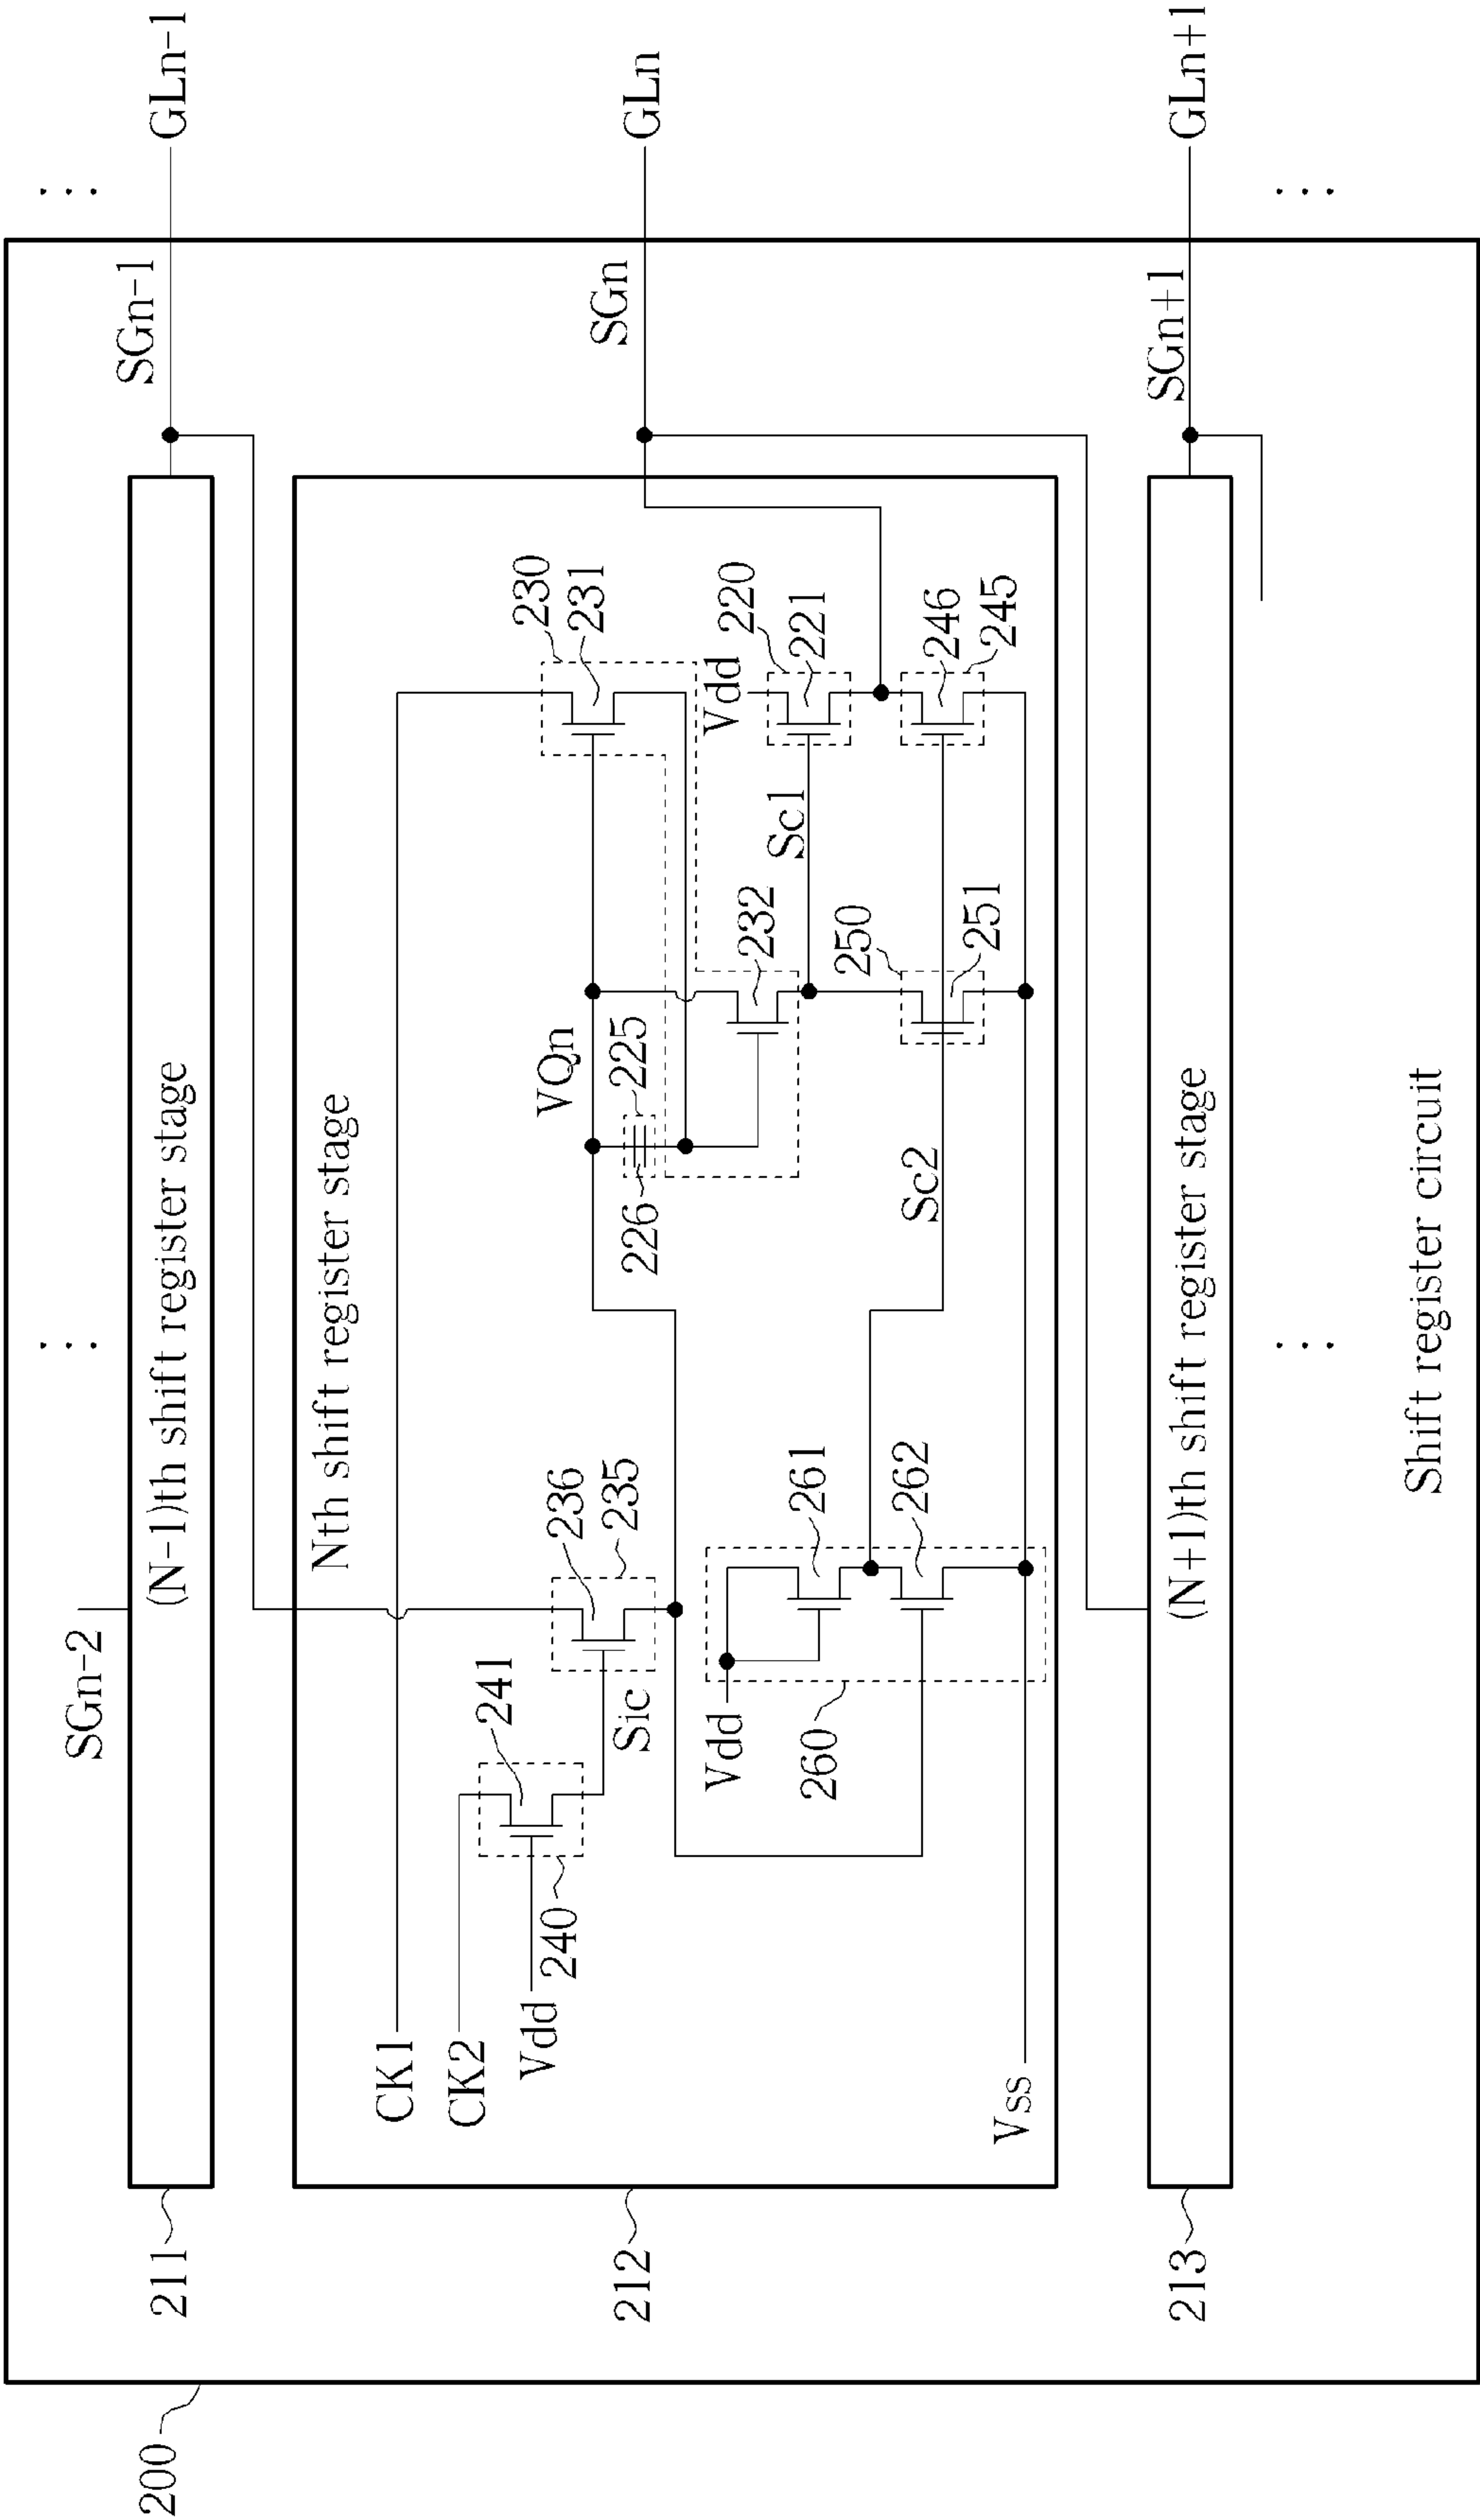 200
211
212
213
SGn-2
...
(N-1)th shift register stage
SGn-1
GLn-1
...
Nth shift register stage
CK1
CK2
Vdd
240
241
236
235
Sic
VQn
225
226
230
231
SGn
GLn
Vdd
260
261
262
232
Sc1
Vdd
220
221
Sc2
250
251
246
245
Vss
(N+1)th shift register stage
SGn+1
GLn+1
...
...
Shift register circuit